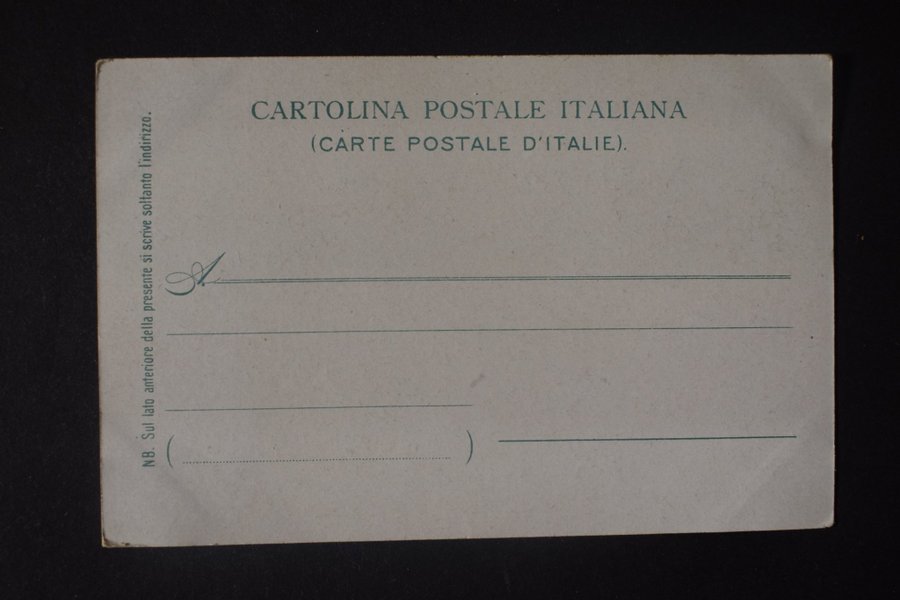 CARTOLINA POSTALE ITALIANA
(CARTE POSTALE D'ITALIE).
A.
( )
NB. Sul lato anteriore della presente si scrive soltanto l'indirizzo.